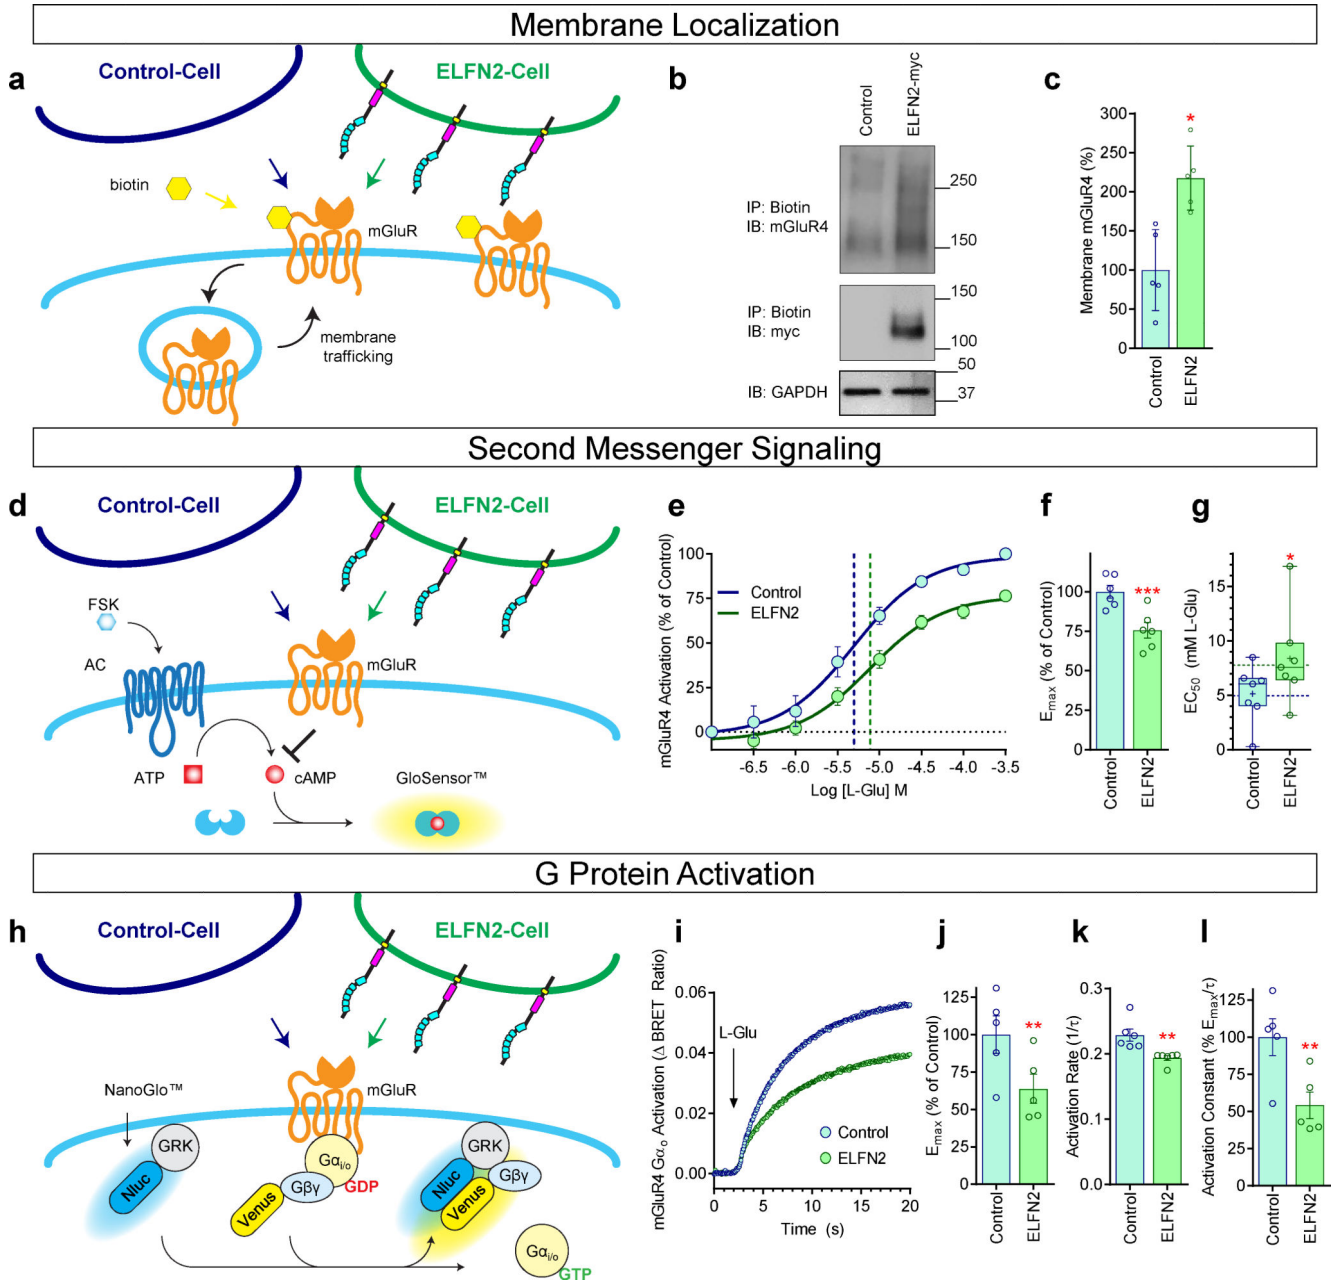 Membrane Localization
a
Control-Cell
ELFN2-Cell
biotin
mGluR
membrane
trafficking
b
Control
ELFN2-myc
IP: Biotin
IB: mGluR4
250
150
IP: Biotin
IB: myc
150
100
50
IB: GAPDH
37
c
Membrane mGluR4 (%)
300
250
200
150
100
50
0
*
Control
ELFN2
Second Messenger Signaling
d
Control-Cell
ELFN2-Cell
FSK
AC
mGluR
ATP
cAMP
GloSensor™
e
mGluR4 Activation (% of Control)
100
75
50
25
0
Control
ELFN2
-6.5 -6.0 -5.5 -5.0 -4.5 -4.0 -3.5
Log [L-Glu] M
f
Emax (% of Control)
100
75
50
25
0
***
Control
ELFN2
g
EC50 (mM L-Glu)
15
10
5
0
*
Control
ELFN2
G Protein Activation
h
Control-Cell
ELFN2-Cell
NanoGlo™
mGluR
GRK
Nluc
Gαi/o
Gβγ
GDP
Venus
GRK
Nluc
Gβγ
Venus
Gαi/o
GTP
i
mGluR4 Gαo Activation (Δ BRET Ratio)
0.06
0.04
0.02
0.00
L-Glu
Control
ELFN2
0 5 10 15 20
Time (s)
j
Emax (% of Control)
125
100
75
50
25
0
**
Control
ELFN2
k
Activation Rate (1/τ)
0.3
0.2
0.1
0.0
**
Control
ELFN2
l
Activation Constant (% Emax/τ)
125
100
75
50
25
0
**
Control
ELFN2